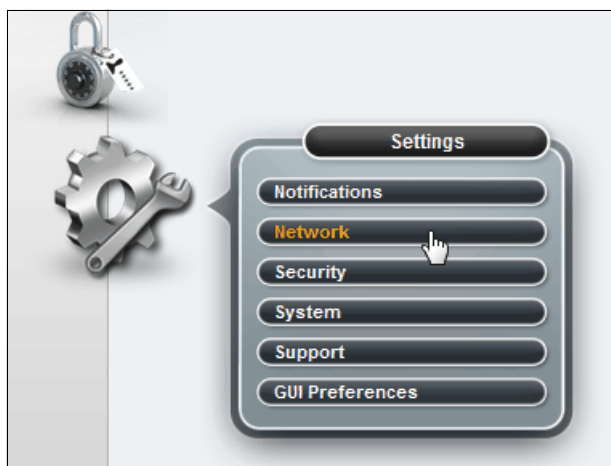 Settings
Notifications
Network
Security
System
Support
GUI Preferences